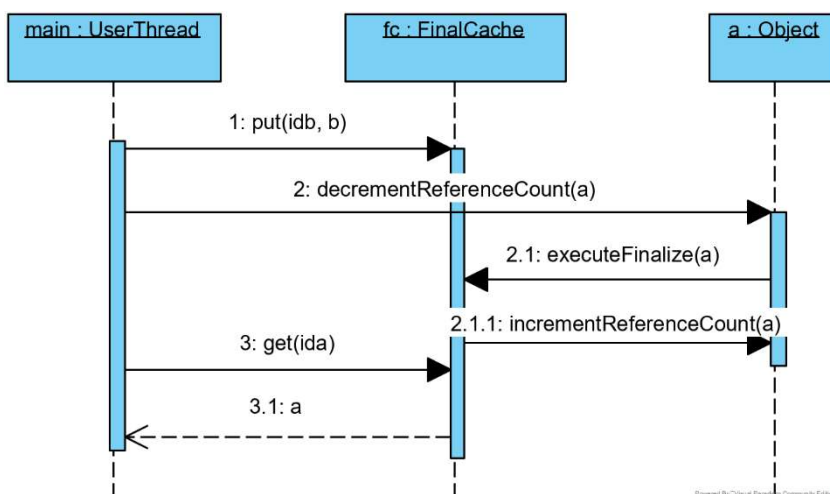 main : UserThread
fc : FinalCache
a : Object
1: put(idb, b)
2: decrementReferenceCount(a)
2.1: executeFinalize(a)
2.1.1: incrementReferenceCount(a)
3: get(ida)
3.1: a